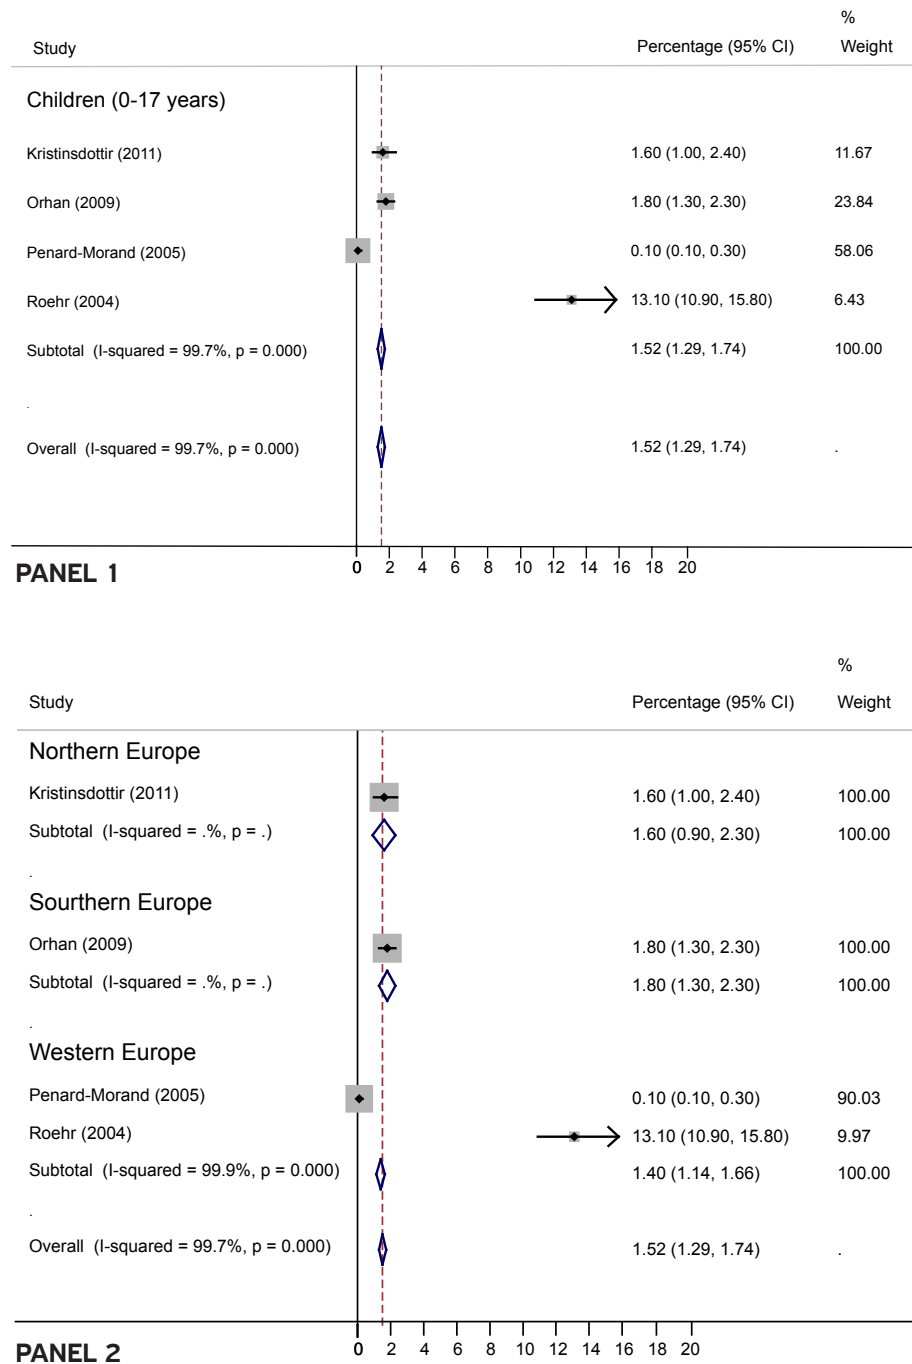 %
Study Percentage (95% CI) Weight
Children (0-17 years)
Kristinsdottir (2011) 1.60 (1.00, 2.40) 11.67
Orhan (2009) 1.80 (1.30, 2.30) 23.84
Penard-Morand (2005) 0.10 (0.10, 0.30) 58.06
Roehr (2004) 13.10 (10.90, 15.80) 6.43
Subtotal (I-squared = 99.7%, p = 0.000) 1.52 (1.29, 1.74) 100.00
.
Overall (I-squared = 99.7%, p = 0.000) 1.52 (1.29, 1.74) .
0 2 4 6 8 10 12 14 16 18 20
PANEL 1
%
Study Percentage (95% CI) Weight
Northern Europe
Kristinsdottir (2011) 1.60 (1.00, 2.40) 100.00
Subtotal (I-squared = .%, p = .) 1.60 (0.90, 2.30) 100.00
.
Sourthern Europe
Orhan (2009) 1.80 (1.30, 2.30) 100.00
Subtotal (I-squared = .%, p = .) 1.80 (1.30, 2.30) 100.00
.
Western Europe
Penard-Morand (2005) 0.10 (0.10, 0.30) 90.03
Roehr (2004) 13.10 (10.90, 15.80) 9.97
Subtotal (I-squared = 99.9%, p = 0.000) 1.40 (1.14, 1.66) 100.00
.
Overall (I-squared = 99.7%, p = 0.000) 1.52 (1.29, 1.74) .
0 2 4 6 8 10 12 14 16 18 20
PANEL 2